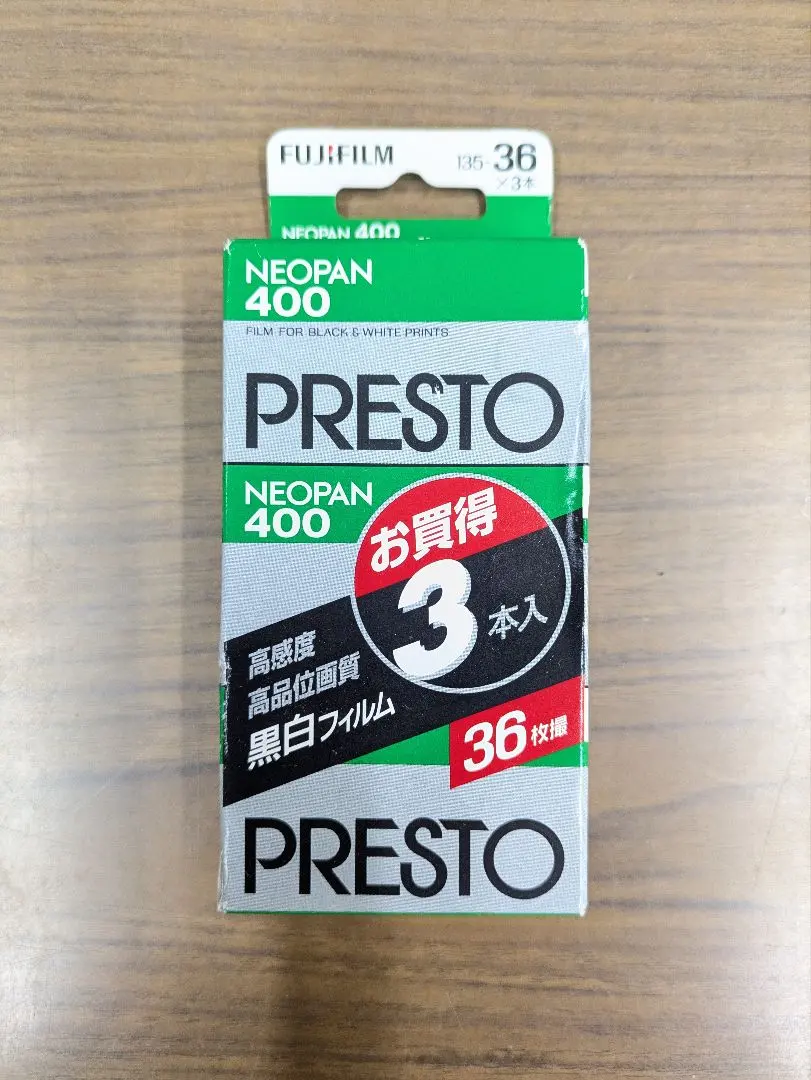 FUJIFILM 135-36
×3本
NEOPAN 400
NEOPAN
400
FILM FOR BLACK & WHITE PRINTS
PRESTO
NEOPAN
400
お買得
3本入
高感度
高品位画質
黒白フィルム
36枚撮
PRESTO